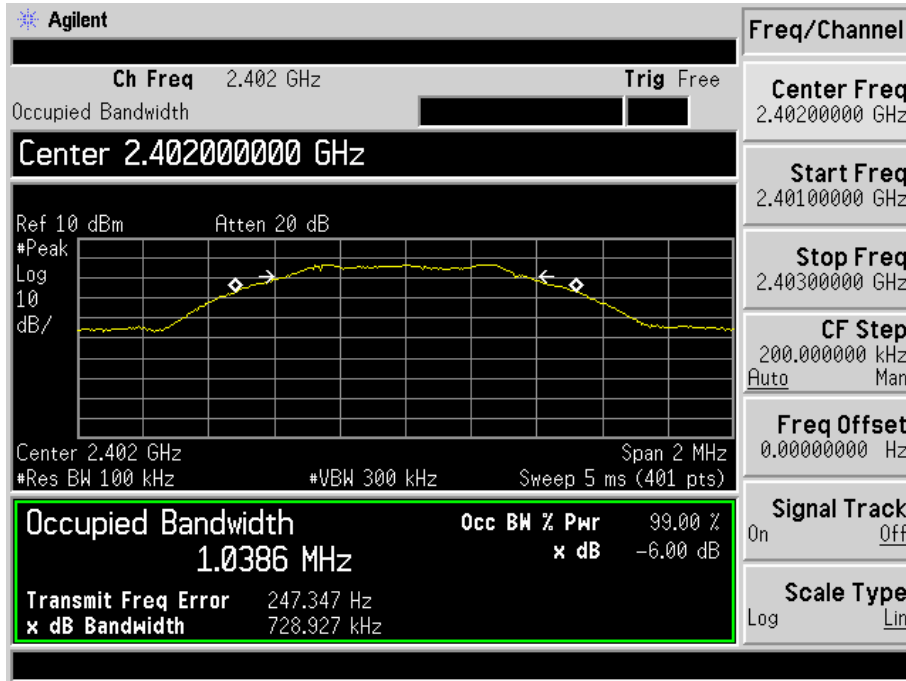 Agilent
Freq/Channel
Ch Freq 2.402 GHz Trig Free
Occupied Bandwidth
Center 2.402000000 GHz
Ref 10 dBm Atten 20 dB
#Peak
Log
10
dB/
Center 2.402 GHz Span 2 MHz
#Res BW 100 kHz #VBW 300 kHz Sweep 5 ms (401 pts)
Occupied Bandwidth
1.0386 MHz
Occ BW % Pwr 99.00 %
x dB -6.00 dB
Transmit Freq Error 247.347 Hz
x dB Bandwidth 728.927 kHz
Center Freq
2.40200000 GHz
Start Freq
2.40100000 GHz
Stop Freq
2.40300000 GHz
CF Step
200.000000 kHz
Auto Man
Freq Offset
0.00000000 Hz
Signal Track
On Off
Scale Type
Log Lin